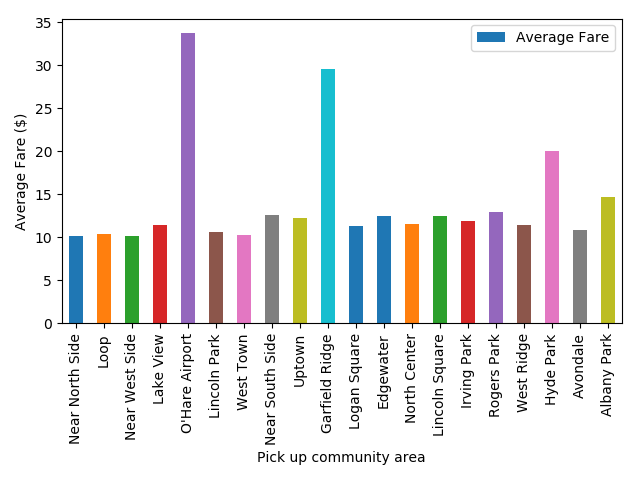 Average Fare
Average Fare ($)
35
30
25
20
15
10
5
0
Near North Side
Loop
Near West Side
Lake View
O'Hare Airport
Lincoln Park
West Town
Near South Side
Uptown
Garfield Ridge
Logan Square
Edgewater
North Center
Lincoln Square
Irving Park
Rogers Park
West Ridge
Hyde Park
Avondale
Albany Park
Pick up community area